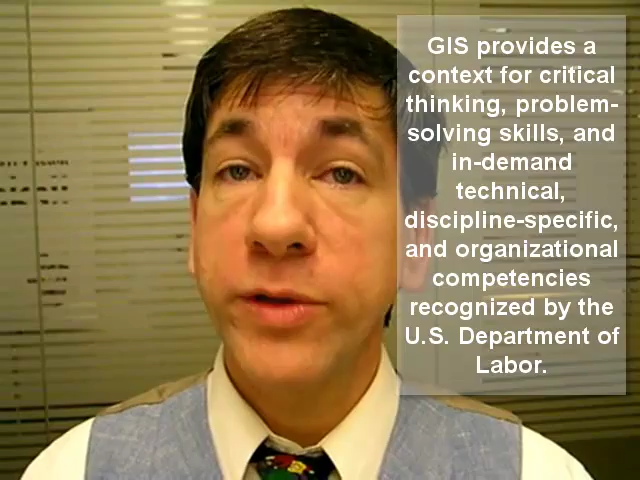 GIS provides a
context for critical
thinking, problem-
solving skills, and
in-demand
technical,
discipline-specific,
and organizational
competencies
recognized by the
U.S. Department of
Labor.